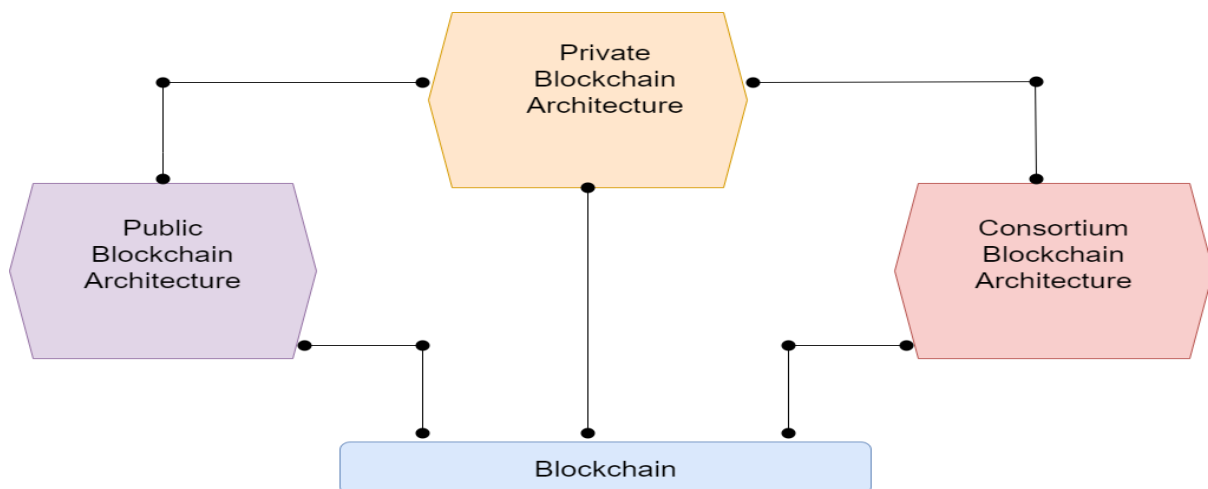 Private
Blockchain
Architecture
Public
Blockchain
Architecture
Consortium
Blockchain
Architecture
Blockchain